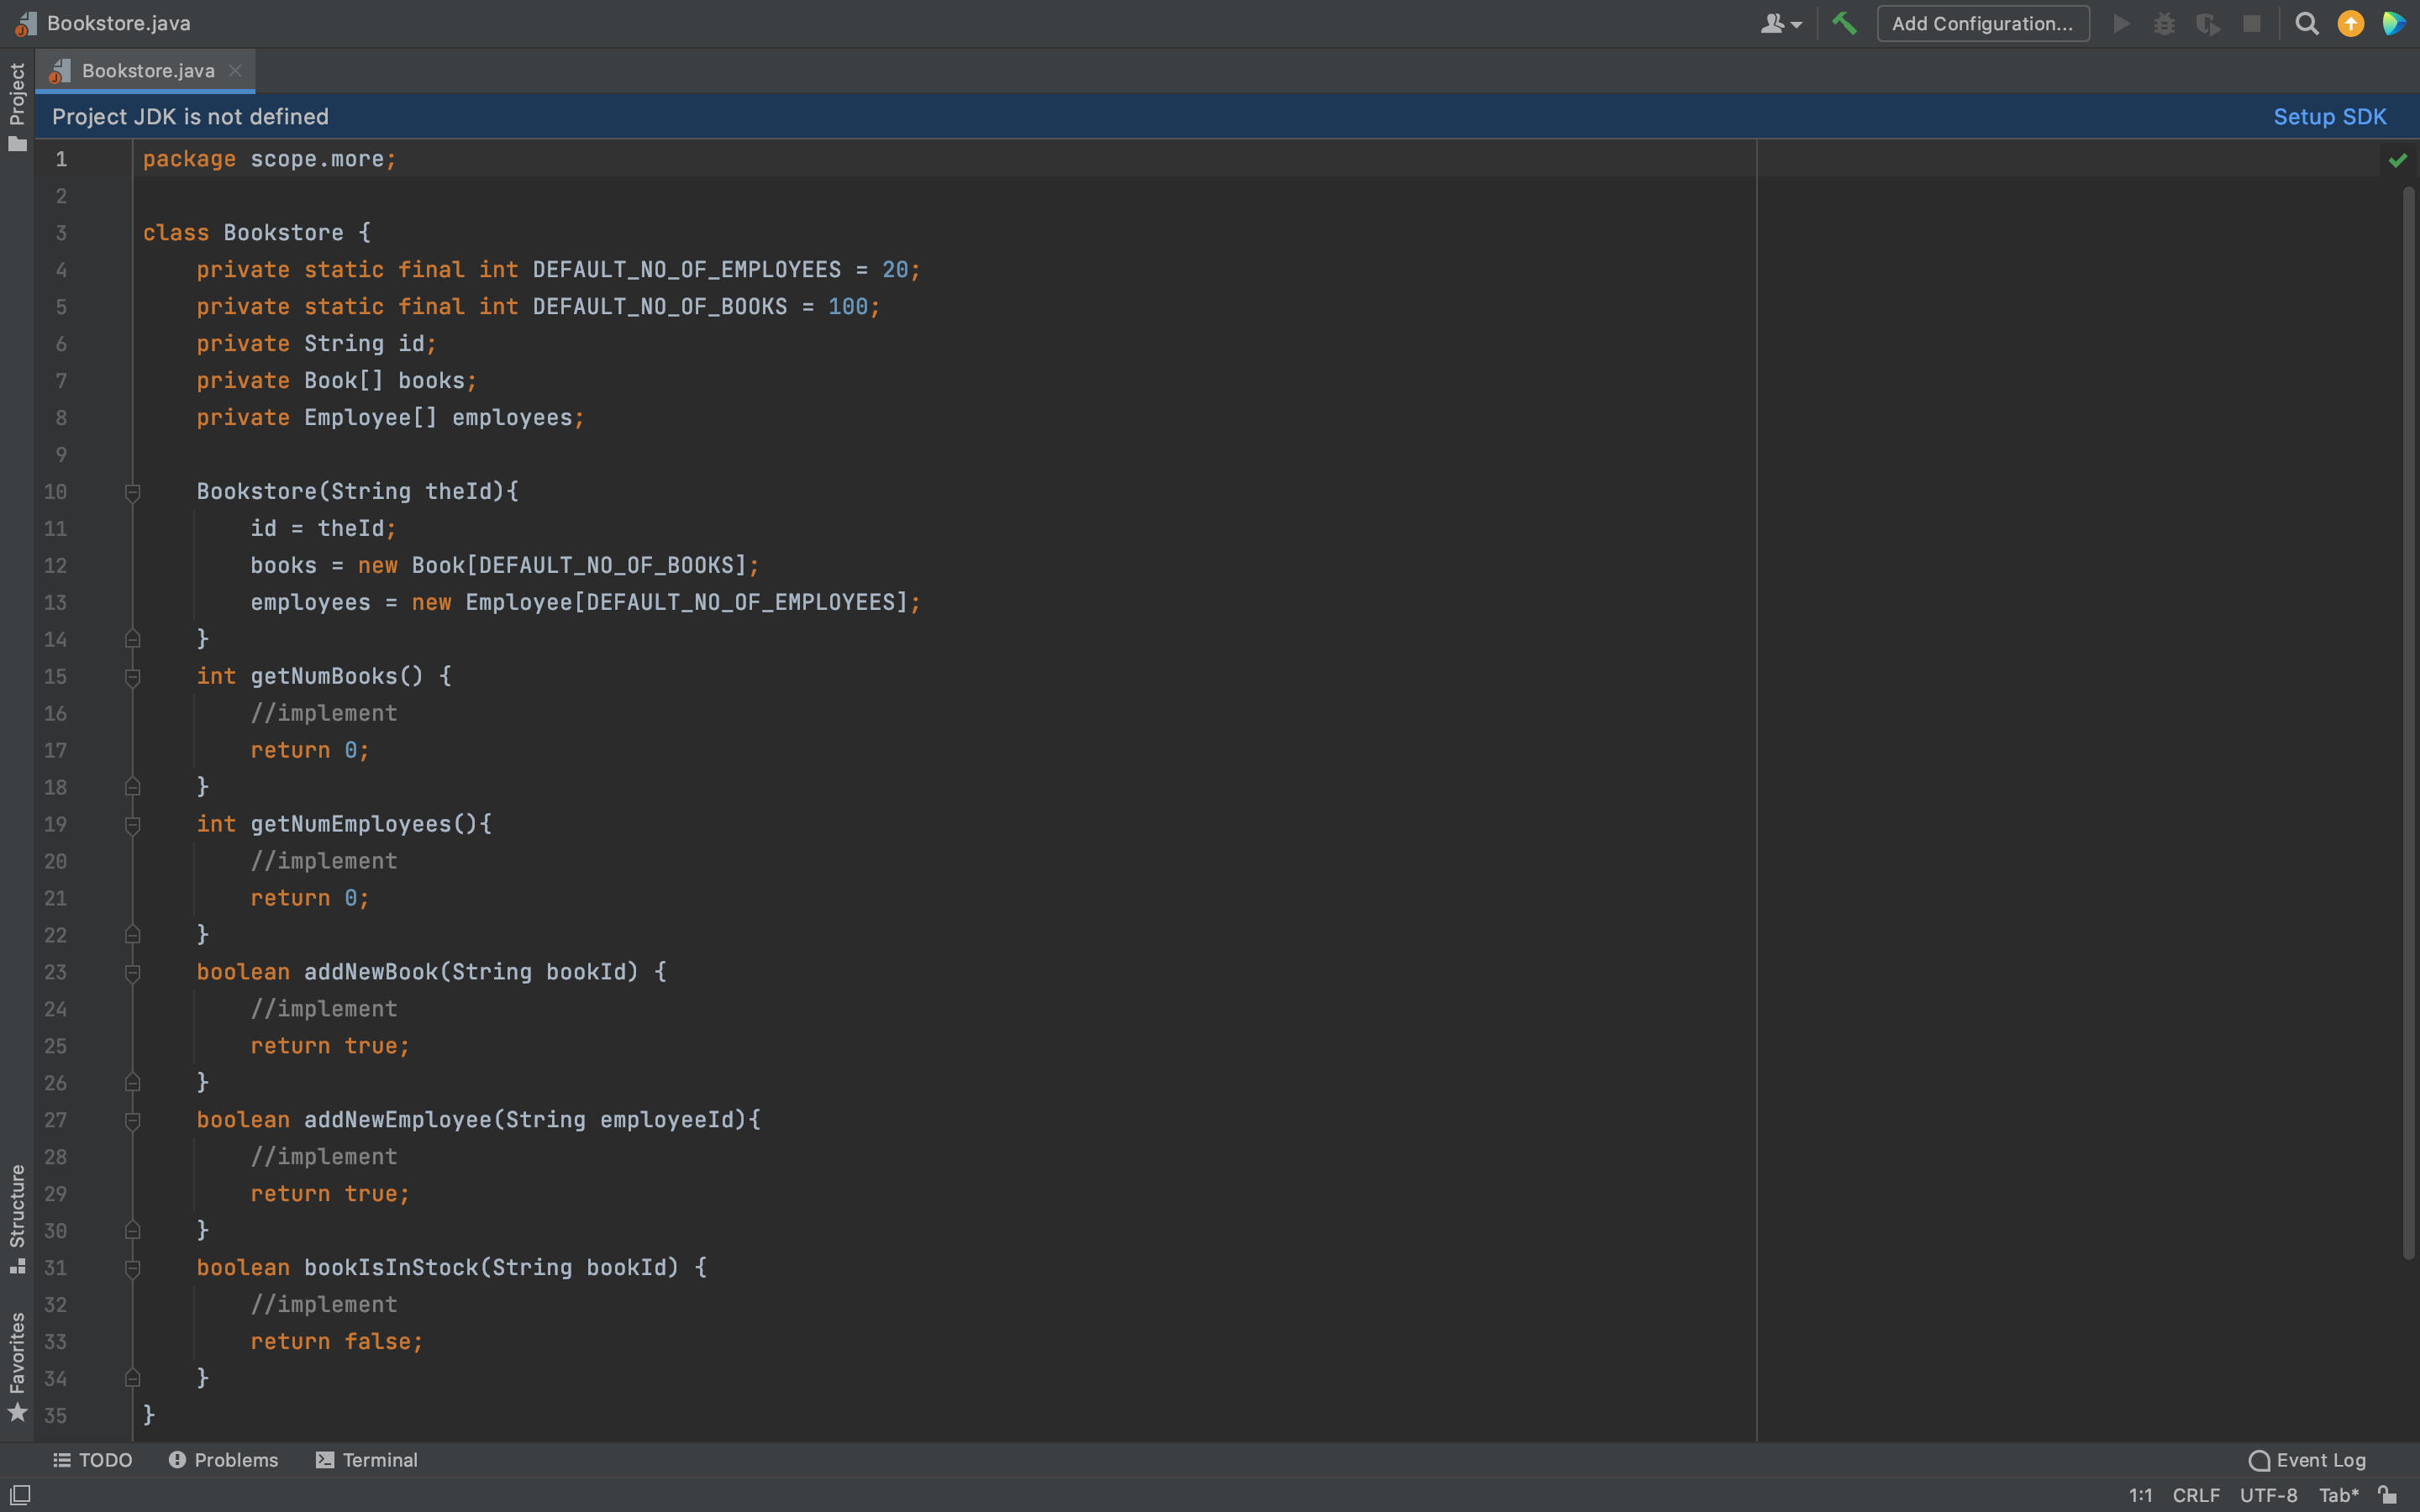 Bookstore.java
Add Configuration...
Bookstore.java
Project
Project JDK is not defined
Setup SDK
1 package scope.more;
2
3 class Bookstore {
4     private static final int DEFAULT_NO_OF_EMPLOYEES = 20;
5     private static final int DEFAULT_NO_OF_BOOKS = 100;
6     private String id;
7     private Book[] books;
8     private Employee[] employees;
9
10     Bookstore(String theId){
11         id = theId;
12         books = new Book[DEFAULT_NO_OF_BOOKS];
13         employees = new Employee[DEFAULT_NO_OF_EMPLOYEES];
14     }
15     int getNumBooks() {
16         //implement
17         return 0;
18     }
19     int getNumEmployees(){
20         //implement
21         return 0;
22     }
23     boolean addNewBook(String bookId) {
24         //implement
25         return true;
26     }
27     boolean addNewEmployee(String employeeId){
28         //implement
29         return true;
30     }
31     boolean bookIsInStock(String bookId) {
32         //implement
33         return false;
34     }
35 }
Structure
Favorites
TODO Problems Terminal Event Log
1:1 CRLF UTF-8 Tab*